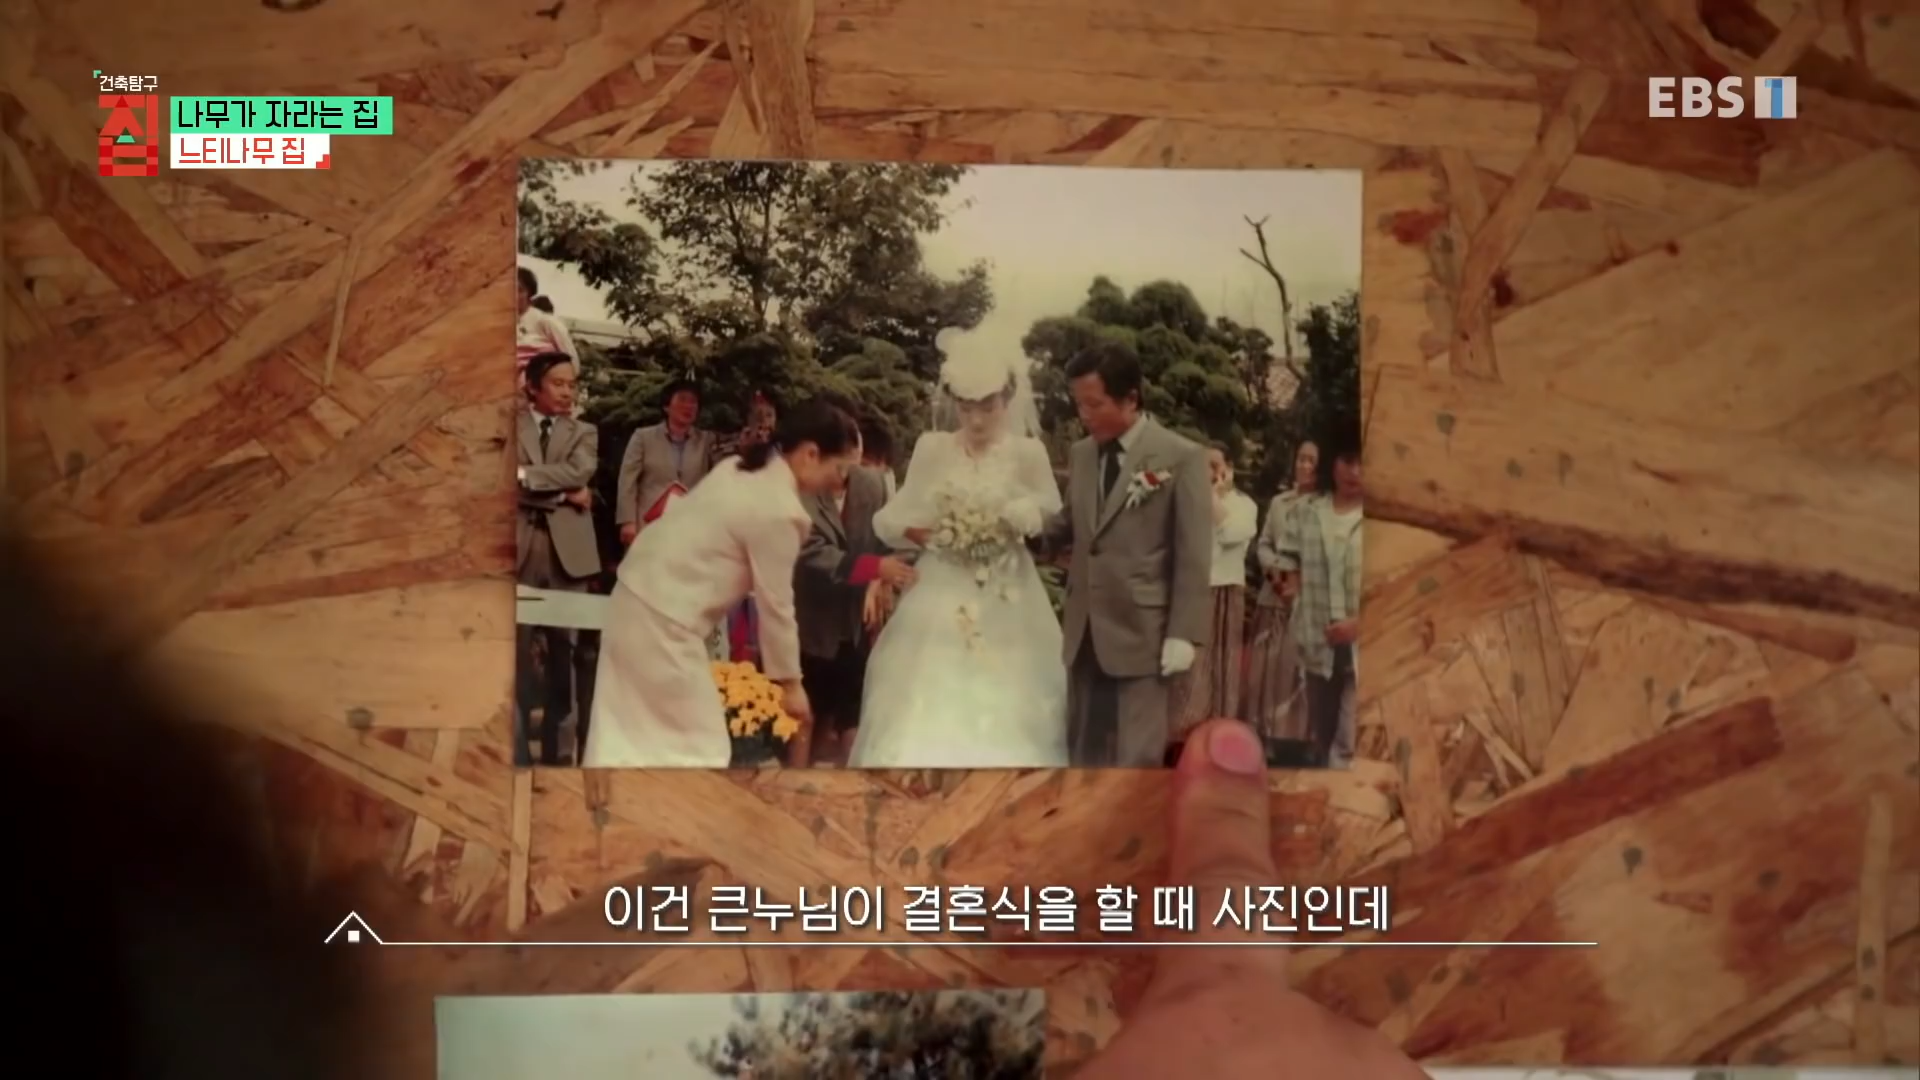 건축탐구
집
나무가 자라는 집
느티나무 집
EBS 1
이건 큰누님이 결혼식을 할 때 사진인데